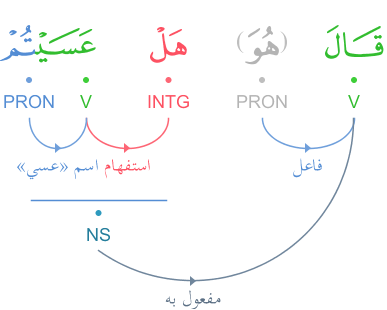 قَالَ (هُوَ) هَلْ عَسَيْتُمْ
V PRON INTG V PRON
فاعل استفهام اسم «عسي»
NS
مفعول به